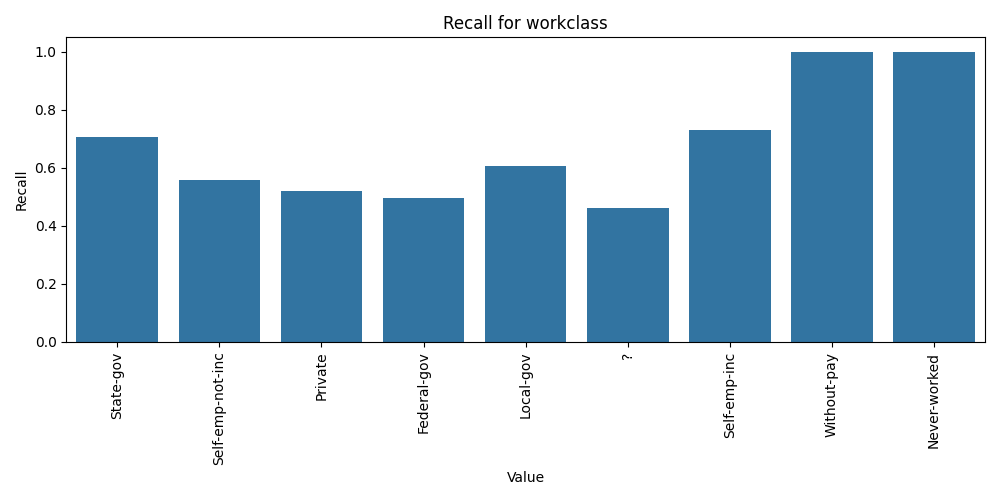 Recall for workclass
Recall
1.0
0.8
0.6
0.4
0.2
0.0
State-gov
Self-emp-not-inc
Private
Federal-gov
Local-gov
?
Self-emp-inc
Without-pay
Never-worked
Value